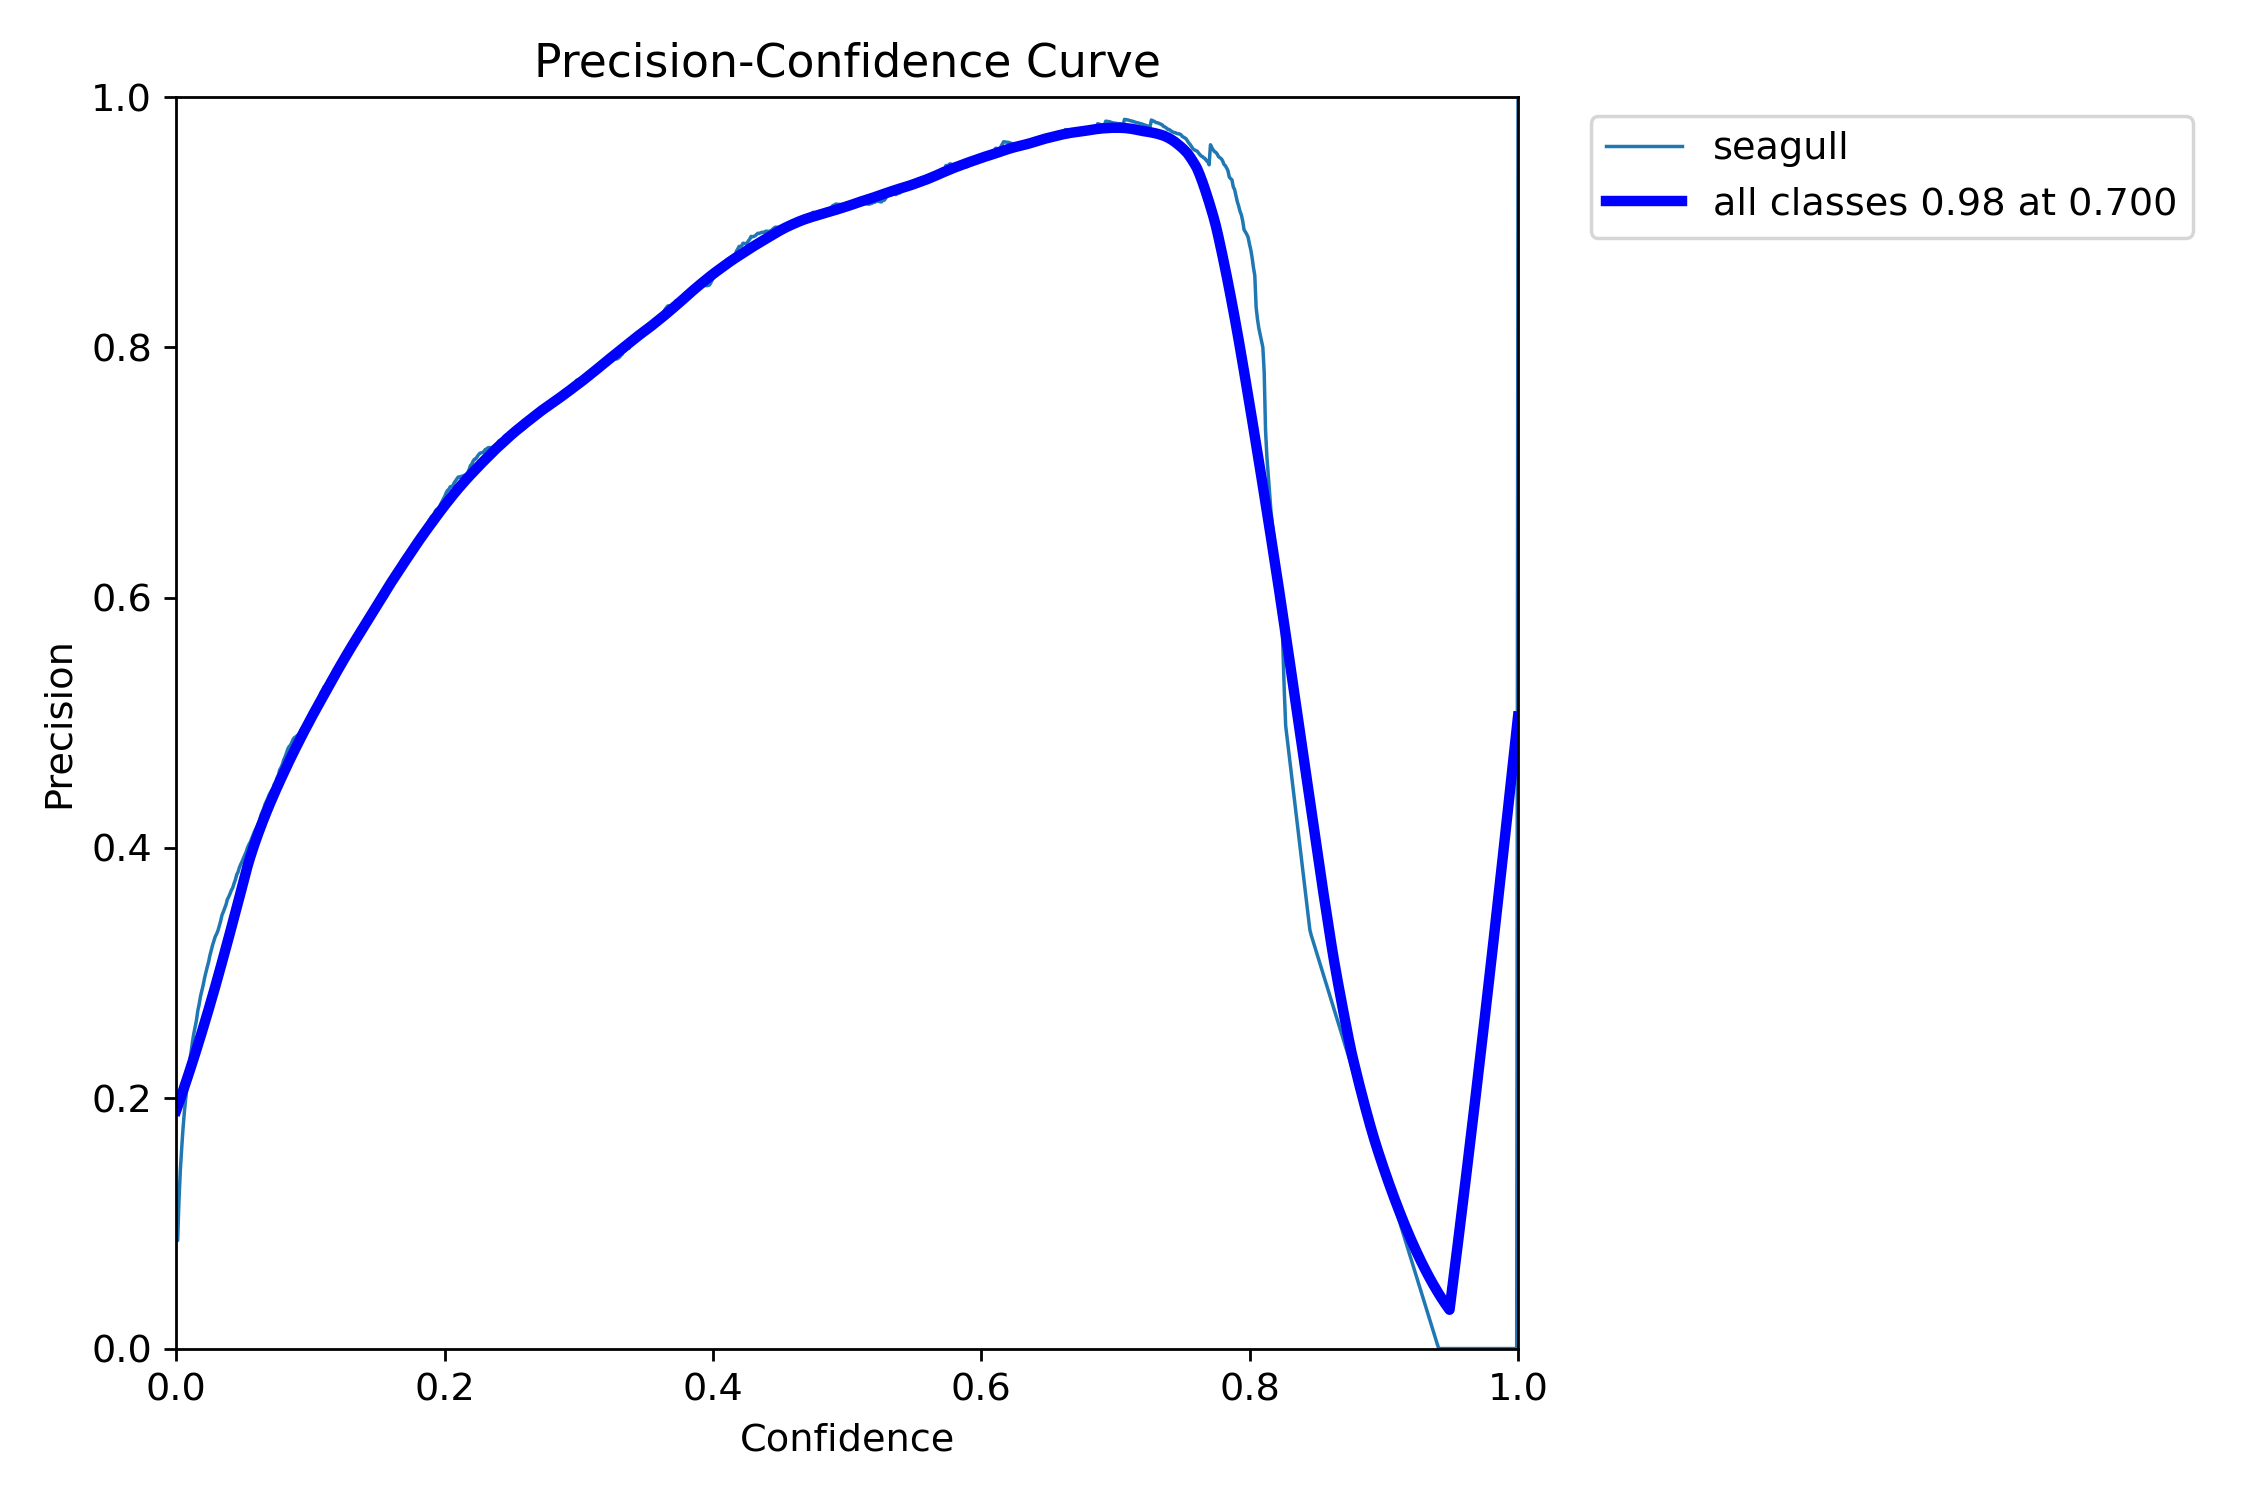 Precision-Confidence Curve
seagull
all classes 0.98 at 0.700
Precision
1.0
0.8
0.6
0.4
0.2
0.0
0.0 0.2 0.4 0.6 0.8 1.0
Confidence